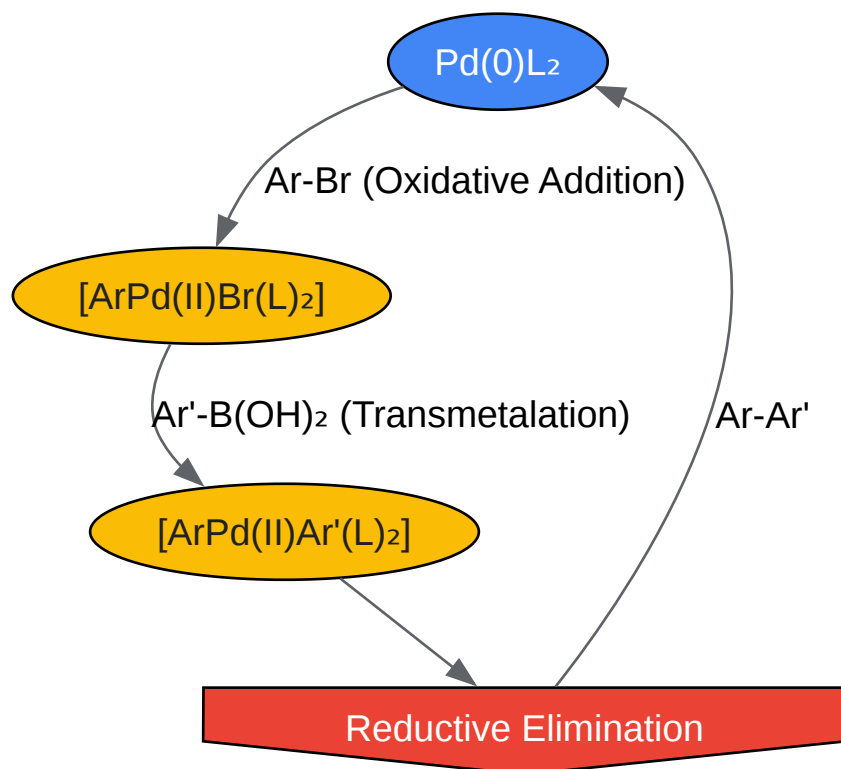 Pd(0)L₂
Ar-Br (Oxidative Addition)
[ArPd(II)Br(L)₂]
Ar'-B(OH)₂ (Transmetalation)
Ar-Ar'
[ArPd(II)Ar'(L)₂]
Reductive Elimination